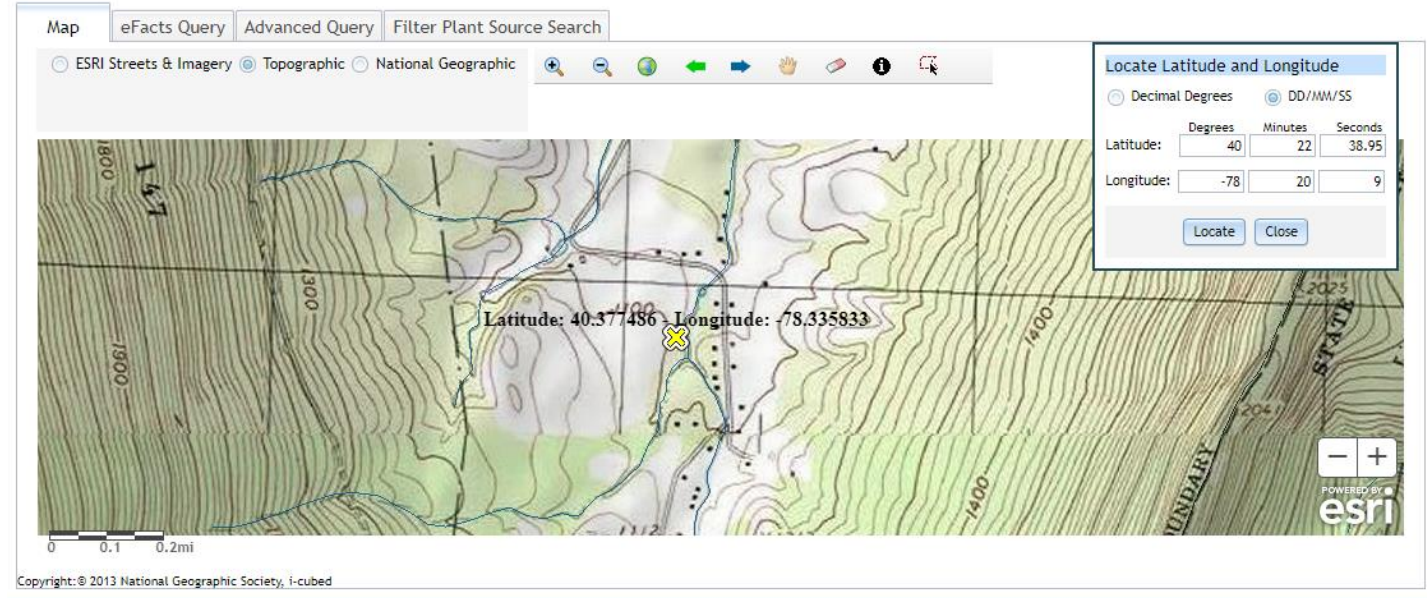 Map eFacts Query Advanced Query Filter Plant Source Search
ESRI Streets & Imagery Topographic National Geographic
Locate Latitude and Longitude
Decimal Degrees DD/MM/SS
Degrees Minutes Seconds
Latitude: 40 22 38.95
Longitude: -78 20 9
Locate Close
1800
147
1300
1900
1100
Latitude: 40.377486 - Longitude: -78.335833
1400
2025
STATE
2041
1400
UNDARY
1312
POWERED BY
esri
0 0.1 0.2mi
Copyright:© 2013 National Geographic Society, i-cubed